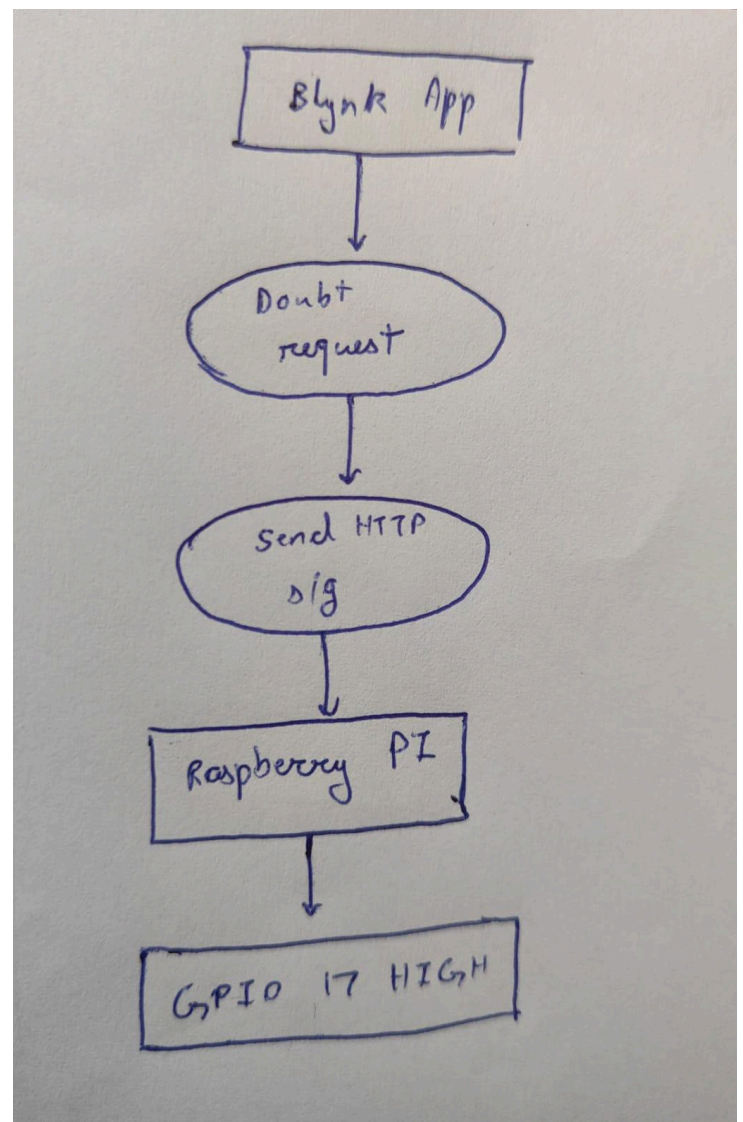 Blynk App
Doubt
request
Send HTTP
sig
Raspberry PI
GPIO 17 HIGH